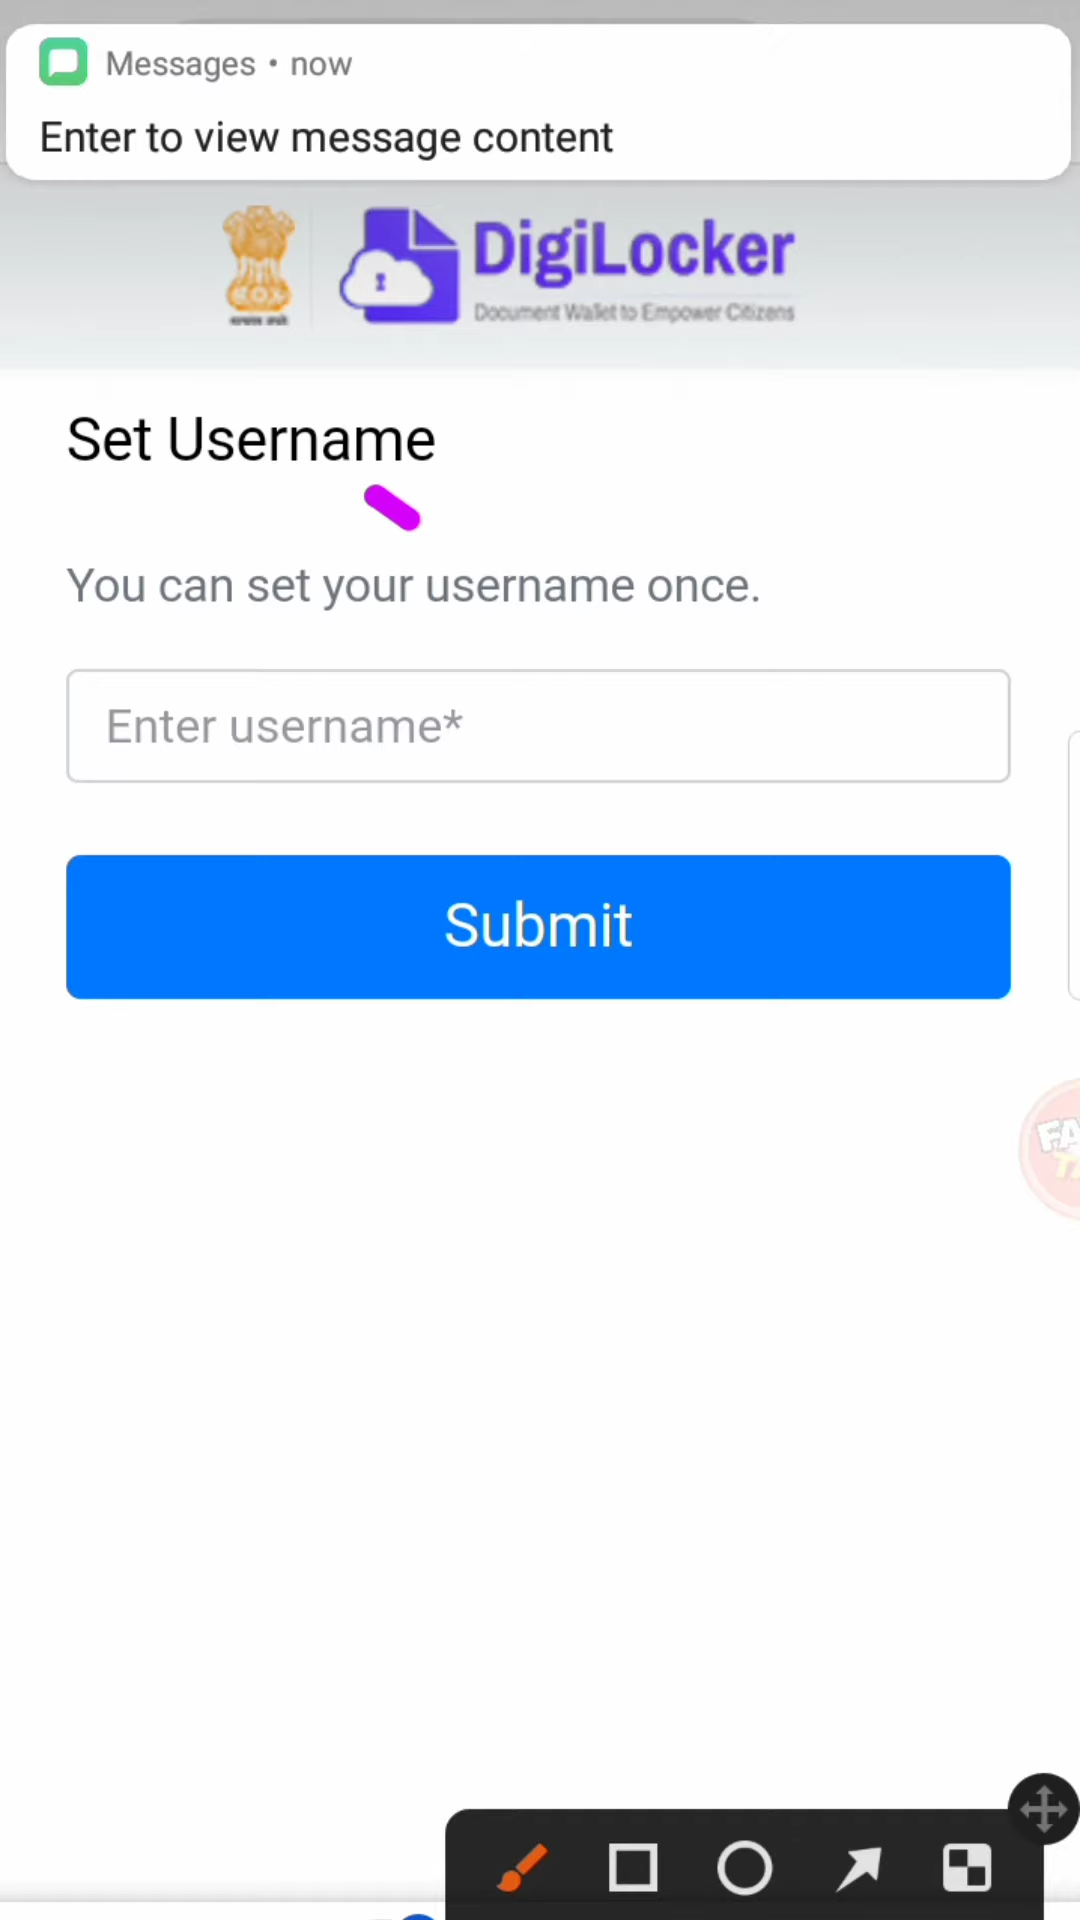 Messages • now
Enter to view message content
DigiLocker
Document Wallet to Empower Citizens
Set Username
You can set your username once.
Enter username*
Submit
FA